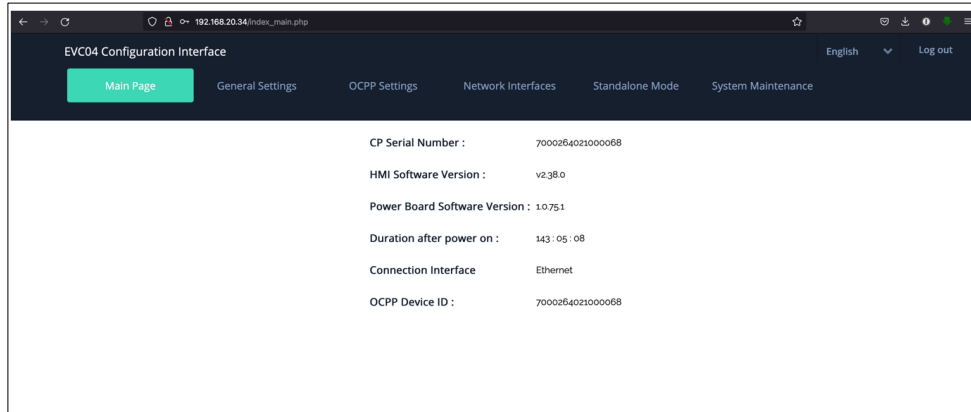 192.168.20.34/index_main.php
EVC04 Configuration Interface
English
Log out
Main Page
General Settings
OCPP Settings
Network Interfaces
Standalone Mode
System Maintenance
CP Serial Number : 7000264021000068
HMI Software Version : v2.38.0
Power Board Software Version : 1.0.75.1
Duration after power on : 143 : 05 : 08
Connection Interface Ethernet
OCPP Device ID : 7000264021000068